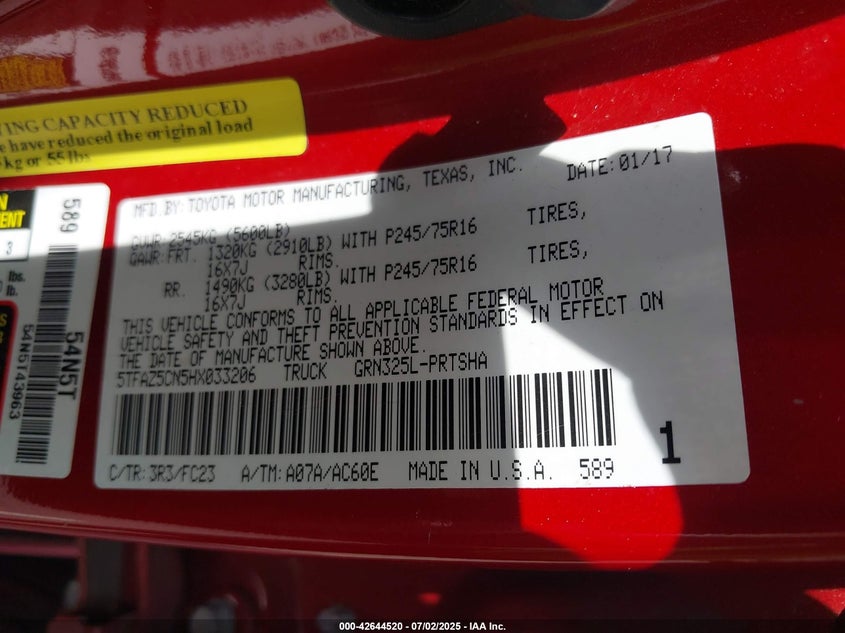 WING CAPACITY REDUCED
e have reduced the original load
kg or 55 lbs
MFD.BY:TOYOTA MOTOR MANUFACTURING, TEXAS, INC. DATE:01/17
GVWR 2545KG (5600LB)
GAWR:FRT. 1320KG (2910LB) WITH P245/75R16 TIRES,
16X7J RIMS.
RR. 1490KG (3280LB) WITH P245/75R16 TIRES,
16X7J RIMS.
THIS VEHICLE CONFORMS TO ALL APPLICABLE FEDERAL MOTOR
VEHICLE SAFETY AND THEFT PREVENTION STANDARDS IN EFFECT ON
THE DATE OF MANUFACTURE SHOWN ABOVE.
5TFAZ5CN5HX033206 TRUCK GRN325L-PRTSHA
C/TR:3R3/FC23 A/TM:A07A/AC60E MADE IN U.S.A. 589
1
589
54N5T
54N5T43963
3
lbs.
lb.
000-42644520 - 07/02/2025 - IAA Inc.